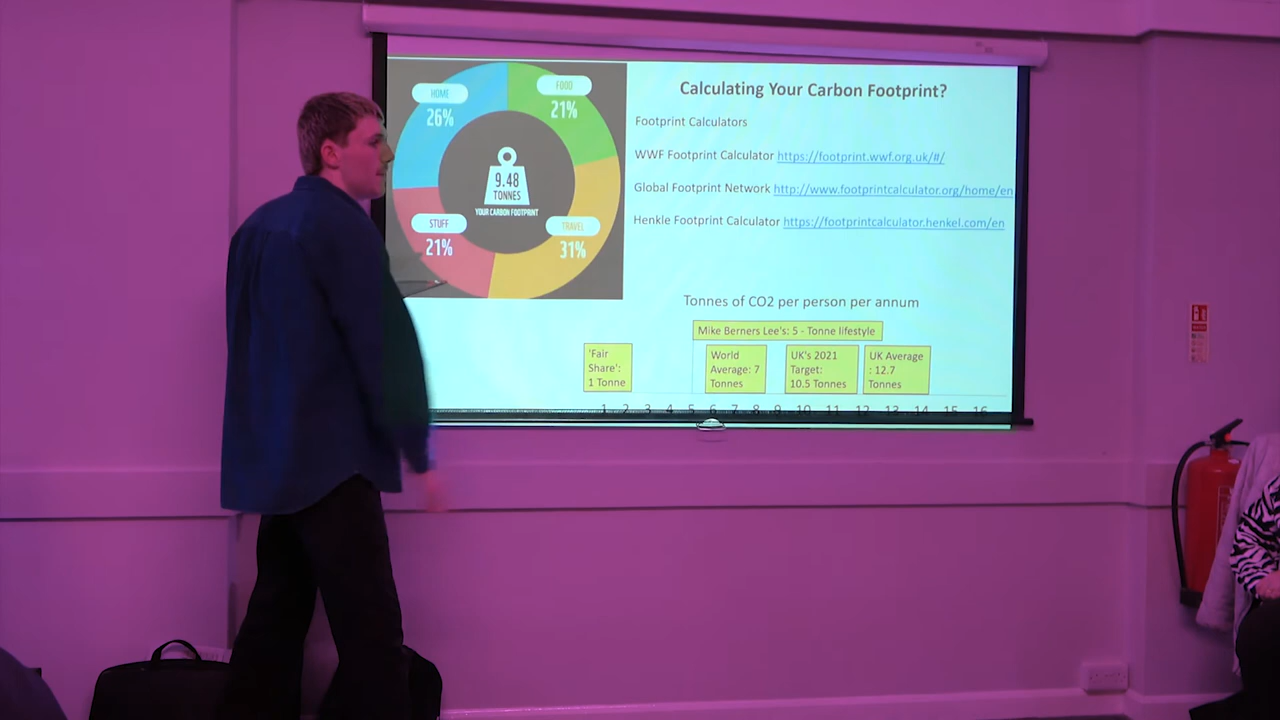 Calculating Your Carbon Footprint?
Footprint Calculators
WWF Footprint Calculator https://footprint.wwf.org.uk/#/
Global Footprint Network http://www.footprintcalculator.org/home/en
Henkle Footprint Calculator https://footprintcalculator.henkel.com/en
HOME
26%
FOOD
21%
9.48
TONNES
YOUR CARBON FOOTPRINT
STUFF
21%
TRAVEL
31%
Tonnes of CO2 per person per annum
Mike Berners Lee's: 5 - Tonne lifestyle
'Fair
Share':
1 Tonne
World
Average: 7
Tonnes
UK's 2021
Target:
10.5 Tonnes
UK Average
: 12.7
Tonnes
1 2 3 4 5 6 7 8 9 10 11 12 13 14 15 16